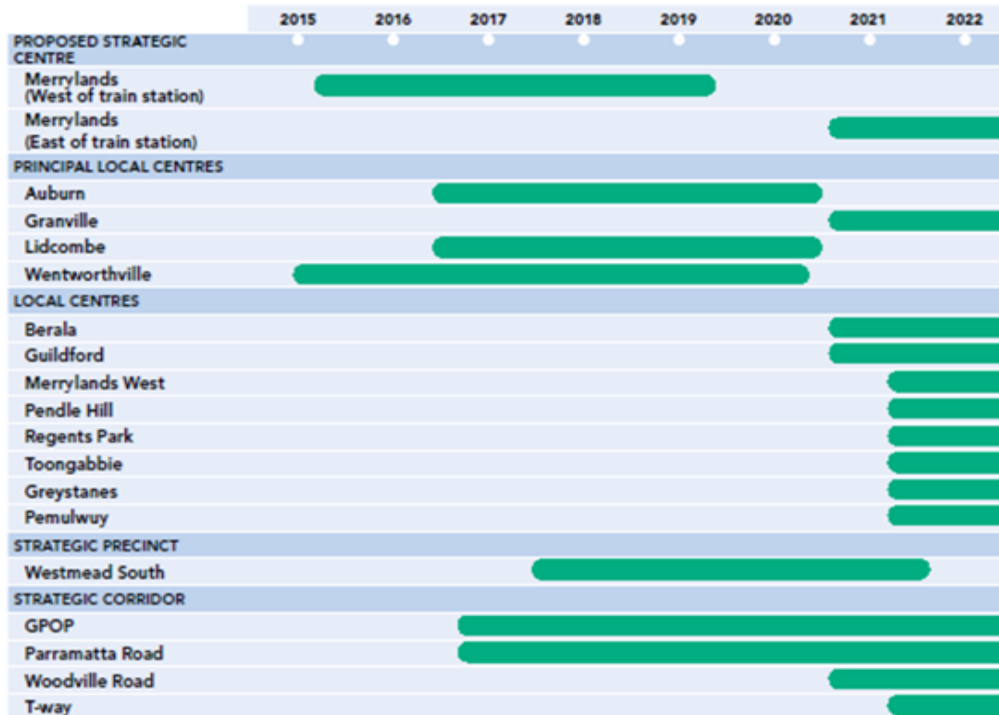 2015 2016 2017 2018 2019 2020 2021 2022
PROPOSED STRATEGIC
CENTRE
Merrylands
(West of train station)
Merrylands
(East of train station)
PRINCIPAL LOCAL CENTRES
Auburn
Granville
Lidcombe
Wentworthville
LOCAL CENTRES
Berala
Guildford
Merrylands West
Pendle Hill
Regents Park
Toongabbie
Greystanes
Pemulwuy
STRATEGIC PRECINCT
Westmead South
STRATEGIC CORRIDOR
GPOP
Parramatta Road
Woodville Road
T-way